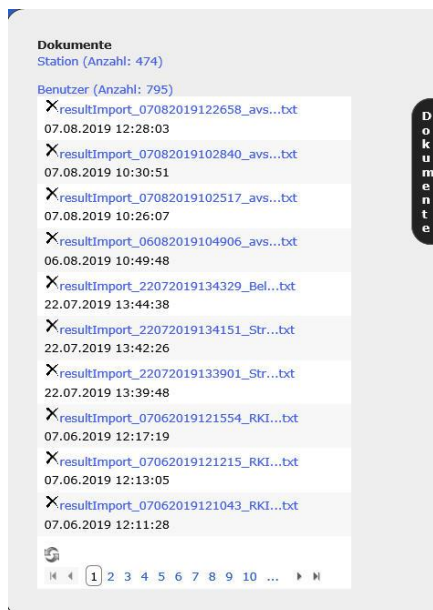 Dokumente
Station (Anzahl: 474)
Benutzer (Anzahl: 795)
resultImport_07082019122658_avs...txt
07.08.2019 12:28:03
resultImport_07082019102840_avs...txt
07.08.2019 10:30:51
resultImport_07082019102517_avs...txt
07.08.2019 10:26:07
resultImport_06082019104906_avs...txt
06.08.2019 10:49:48
resultImport_22072019134329_Bel...txt
22.07.2019 13:44:38
resultImport_22072019134151_Str...txt
22.07.2019 13:42:26
resultImport_22072019133901_Str...txt
22.07.2019 13:39:48
resultImport_07062019121554_RKI...txt
07.06.2019 12:17:19
resultImport_07062019121215_RKI...txt
07.06.2019 12:13:05
resultImport_07062019121043_RKI...txt
07.06.2019 12:11:28
1 2 3 4 5 6 7 8 9 10 ...
Dokumente